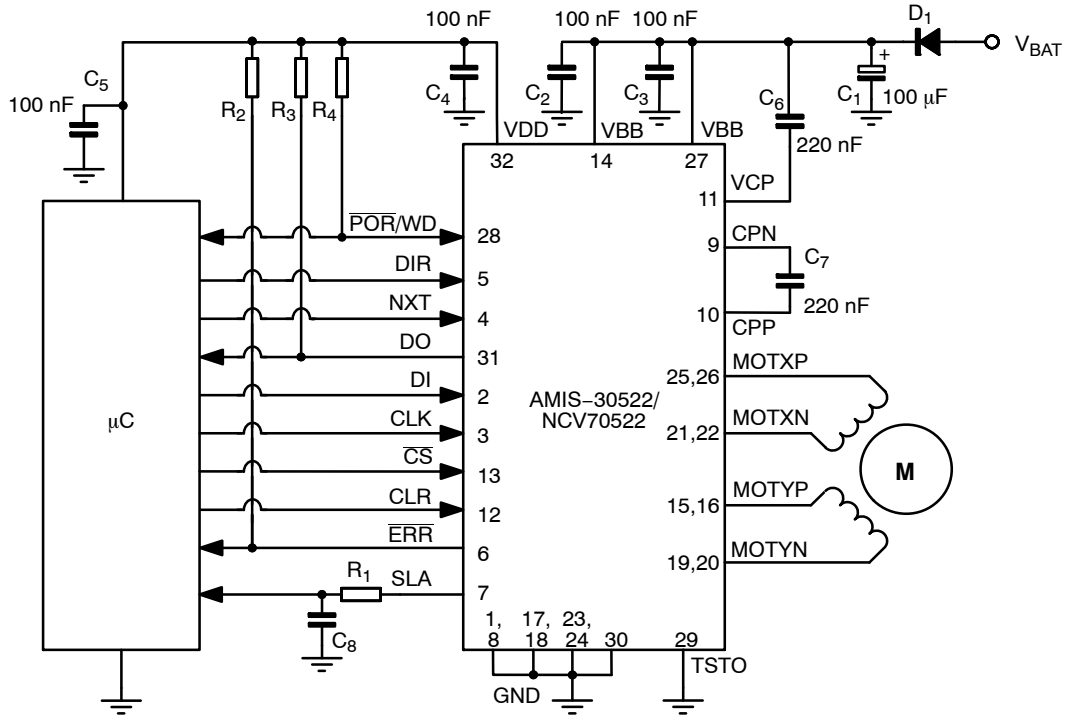 100 nF
100 nF
100 nF
D1
VBAT
C5
100 nF
R2
R3
R4
C4
C2
C3
C6
C1
100 μF
220 nF
VDD
VBB
VBB
32
14
27
11
VCP
POR/WD
28
9
CPN
C7
220 nF
DIR
5
NXT
4
10
CPP
DO
31
MOTXP
25,26
DI
2
AMIS–30522/
NCV70522
μC
CLK
3
21,22
MOTXN
CS
13
M
CLR
12
15,16
MOTYP
ERR
6
19,20
MOTYN
R1
SLA
7
C8
1,
8
17,
18
23,
24
30
29
TSTO
GND